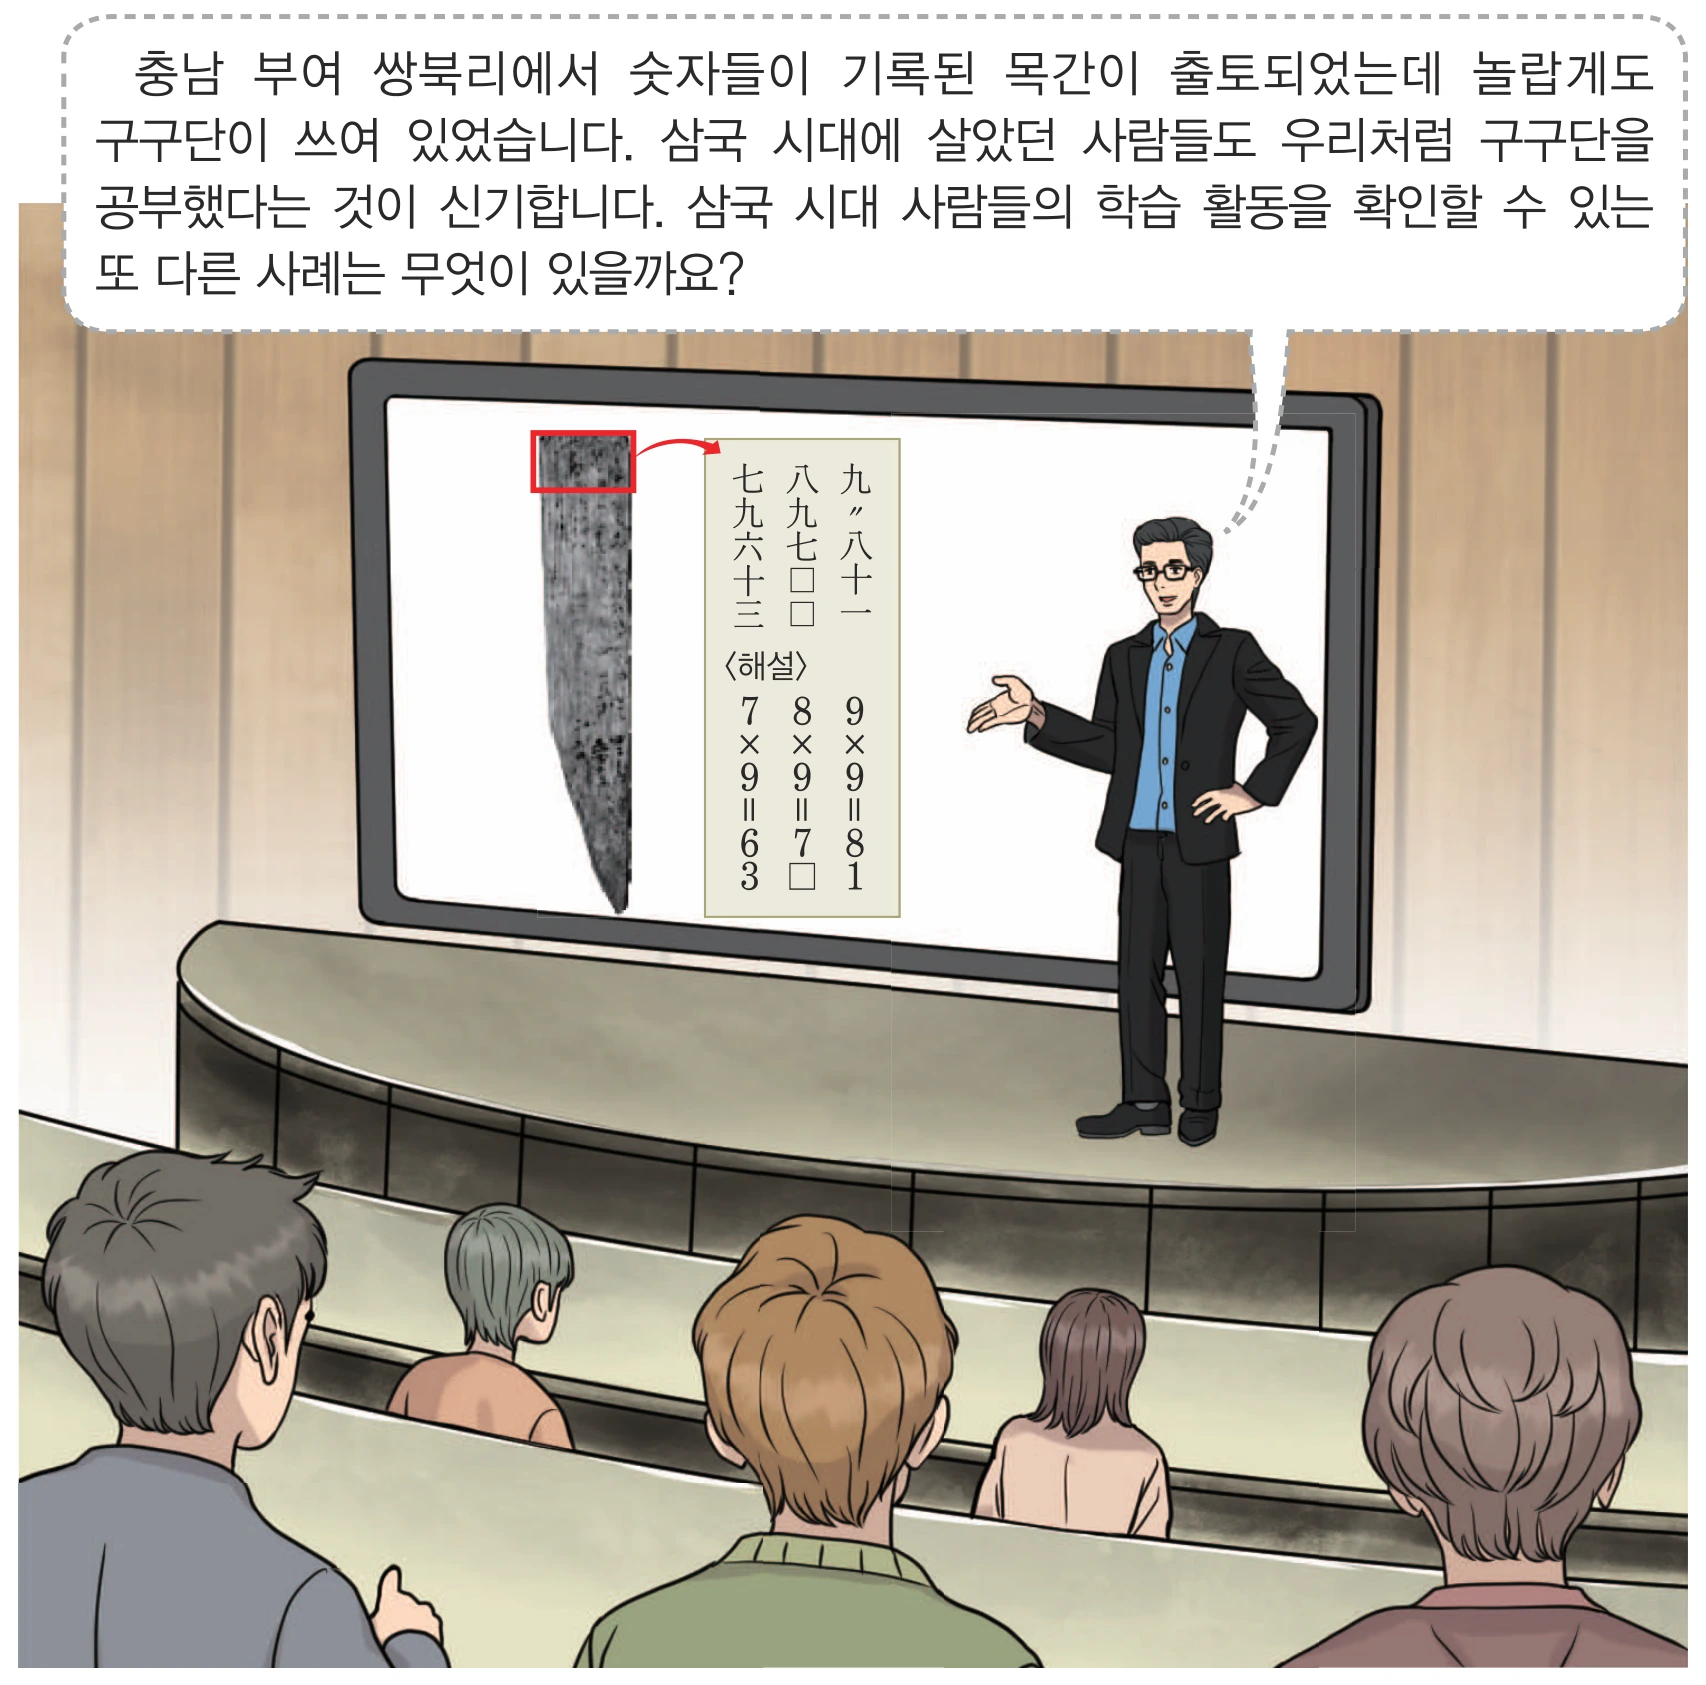 충남 부여 쌍북리에서 숫자들이 기록된 목간이 출토되었는데 놀랍게도
구구단이 쓰여 있었습니다. 삼국 시대에 살았던 사람들도 우리처럼 구구단을
공부했다는 것이 신기합니다. 삼국 시대 사람들의 학습 활동을 확인할 수 있는
또 다른 사례는 무엇이 있을까요?
九〃八十一
八九七□□
七九六十三
〈해설〉
9×9=81
8×9=7□
7×9=63